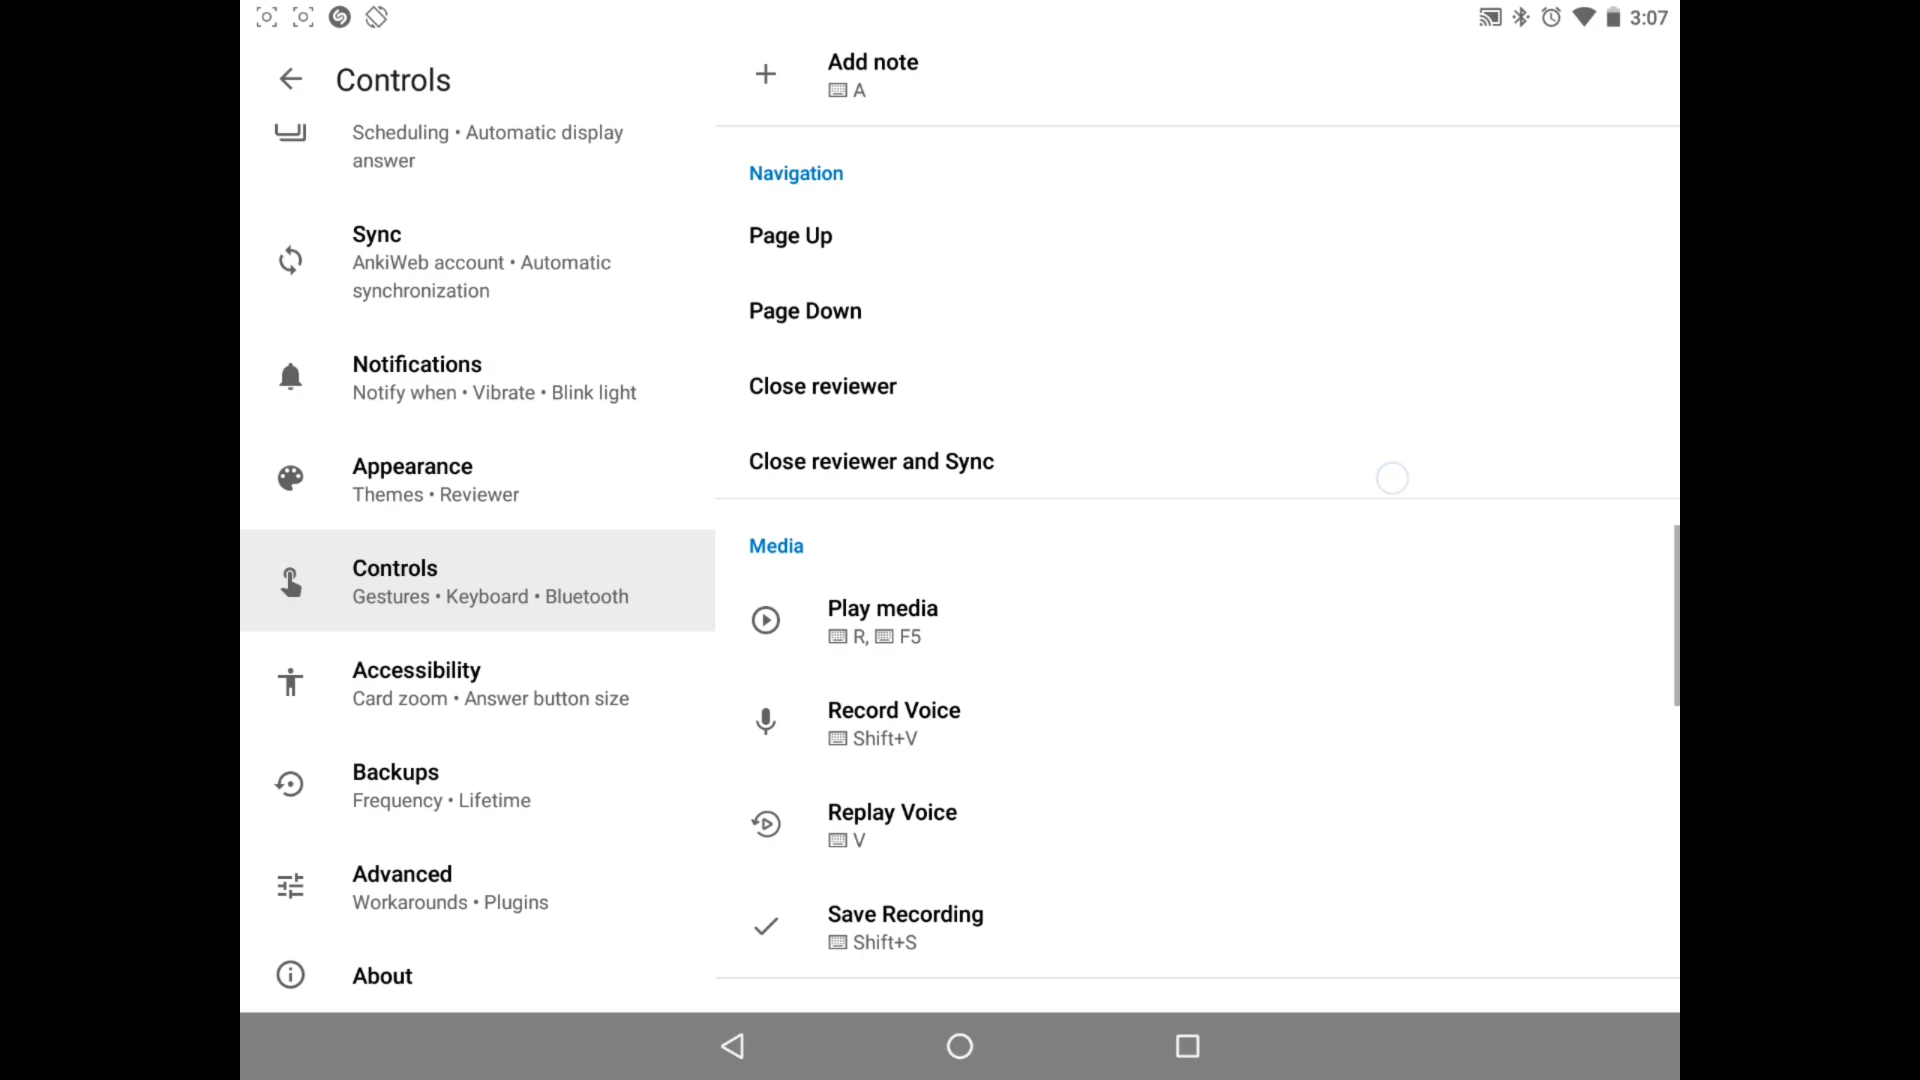 3:07
Controls
Scheduling • Automatic display
answer
Sync
AnkiWeb account • Automatic
synchronization
Notifications
Notify when • Vibrate • Blink light
Appearance
Themes • Reviewer
Controls
Gestures • Keyboard • Bluetooth
Accessibility
Card zoom • Answer button size
Backups
Frequency • Lifetime
Advanced
Workarounds • Plugins
About
Add note
A
Navigation
Page Up
Page Down
Close reviewer
Close reviewer and Sync
Media
Play media
R, F5
Record Voice
Shift+V
Replay Voice
V
Save Recording
Shift+S